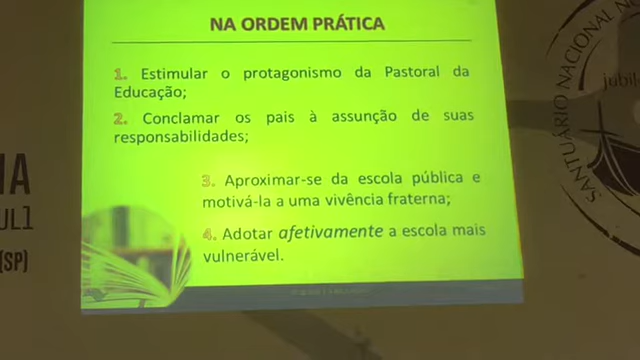 NA ORDEM PRÁTICA
1. Estimular o protagonismo da Pastoral da
Educação;
2. Conclamar os pais à assunção de suas
responsabilidades;
3. Aproximar-se da escola pública e
motivá-la a uma vivência fraterna;
4. Adotar afetivamente a escola mais
vulnerável.
(SP)
SANTUÁRIO NACIONAL